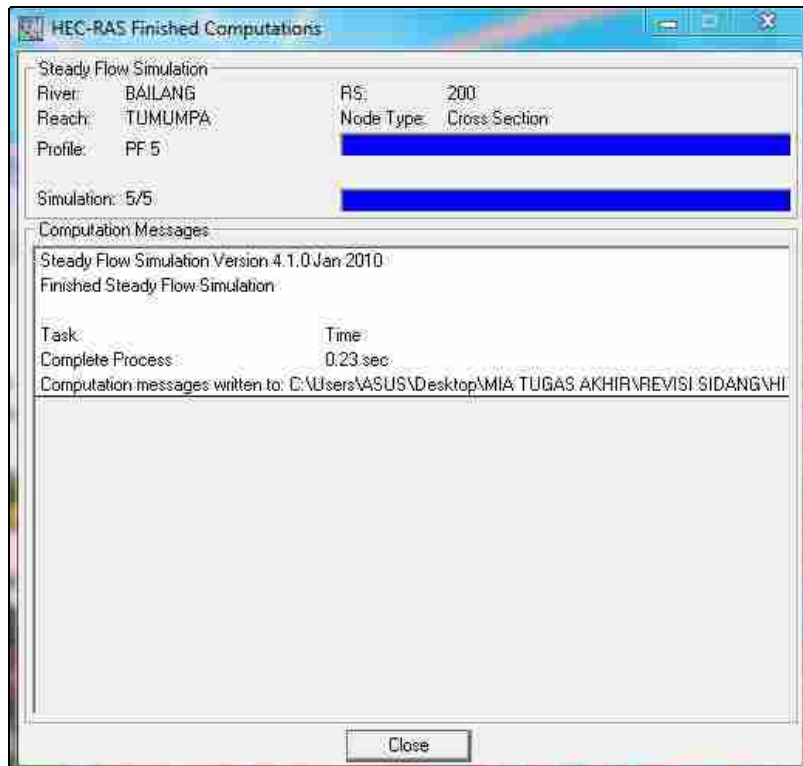 HEC-RAS Finished Computations
Steady Flow Simulation
River: BAILANG RS: 200
Reach: TUMUMPA Node Type: Cross Section
Profile: PF 5
Simulation: 5/5
Computation Messages
Steady Flow Simulation Version 4.1.0 Jan 2010
Finished Steady Flow Simulation
Task Time
Complete Process 0.23 sec
Computation messages written to: C:\Users\ASUS\Desktop\MIA TUGAS AKHIR\REVISI SIDANG\HI
Close